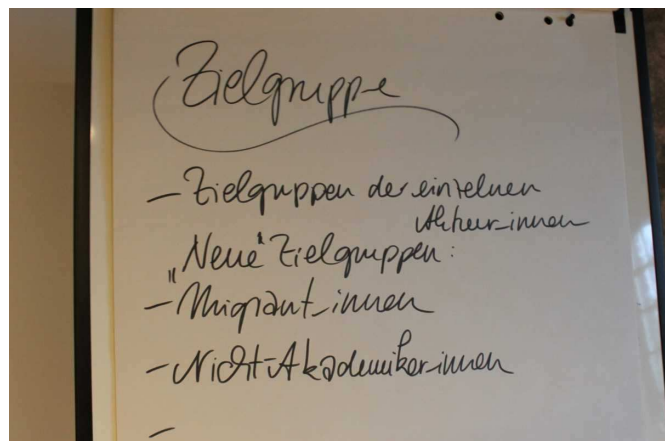 Zielgruppe
- Zielgruppen der einzelnen
Akteur_innen
„Neue“ Zielgruppen:
- Migrant_innen
- Nicht-Akademiker_innen
-